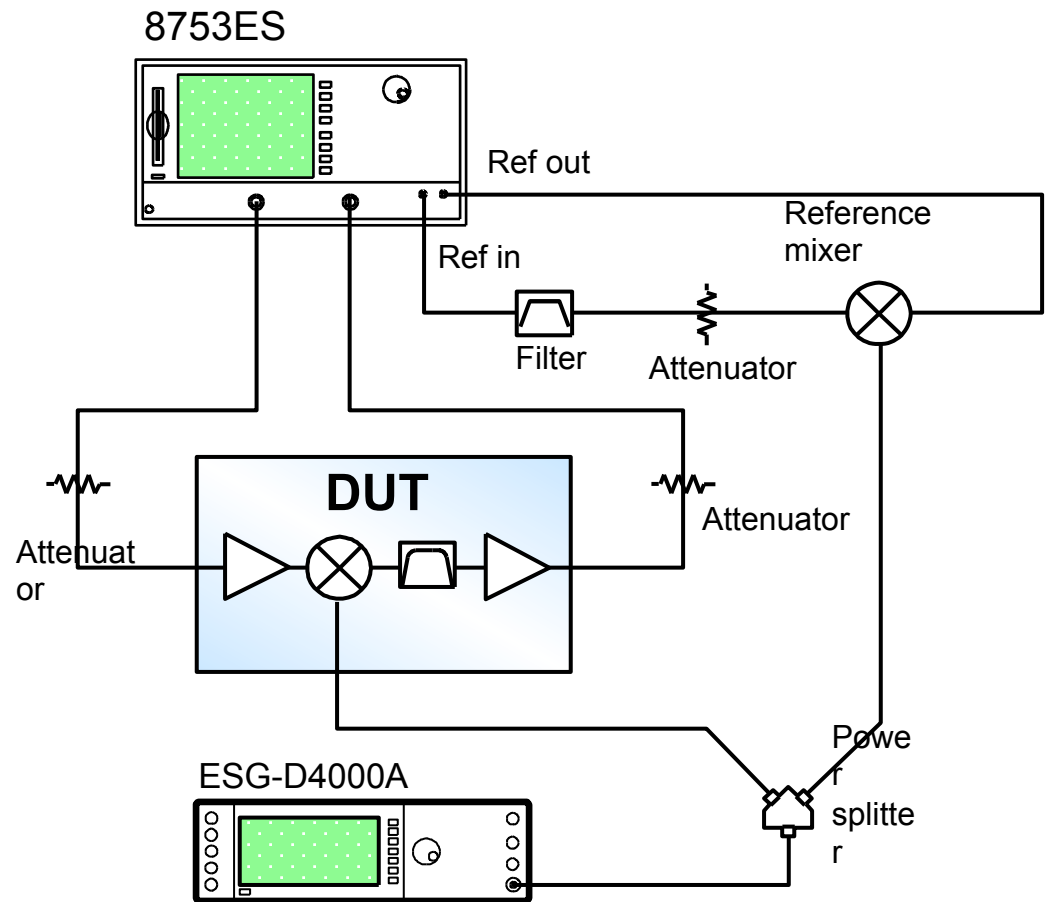 8753ES
Ref out
Reference
mixer
Ref in
Filter
Attenuator
DUT
Attenuator
Attenuat
or
Powe
r
splitte
r
ESG-D4000A